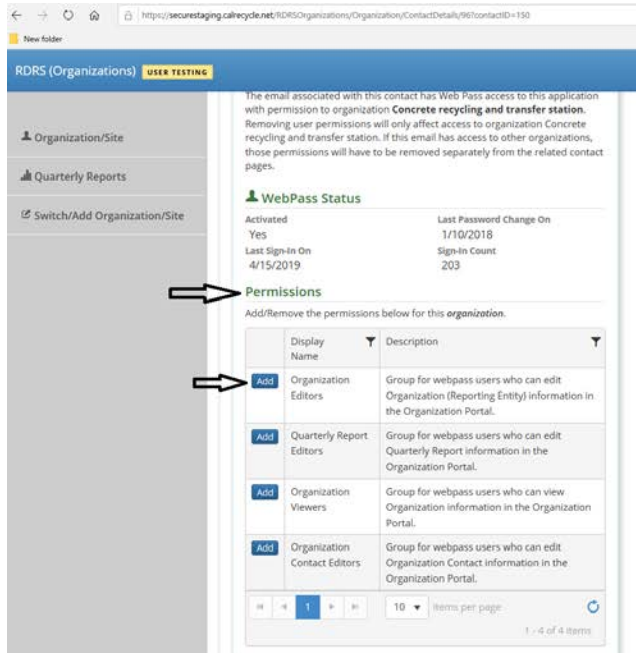 https://securestaging.calrecycle.net/RDRSOrganizations/Organization/ContactDetails/96?contactID=150
New folder
RDRS (Organizations) USER TESTING
Organization/Site
Quarterly Reports
Switch/Add Organization/Site
The email associated with this contact has Web Pass access to this application
with permission to organization Concrete recycling and transfer station.
Removing user permissions will only affect access to organization Concrete
recycling and transfer station. If this email has access to other organizations,
those permissions will have to be removed separately from the related contact
pages.
WebPass Status
Activated Last Password Change On
Yes 1/10/2018
Last Sign-In On Sign-In Count
4/15/2019 203
Permissions
Add/Remove the permissions below for this organization.
Display Description
Name
Add Organization Group for webpass users who can edit
Editors Organization (Reporting Entity) information in
the Organization Portal.
Add Quarterly Report Group for webpass users who can edit
Editors Quarterly Report information in the
Organization Portal.
Add Organization Group for webpass users who can view
Viewers Organization information in the Organization
Portal.
Add Organization Group for webpass users who can edit
Contact Editors Organization Contact information in the
Organization Portal.
1 10 items per page
1 - 4 of 4 items